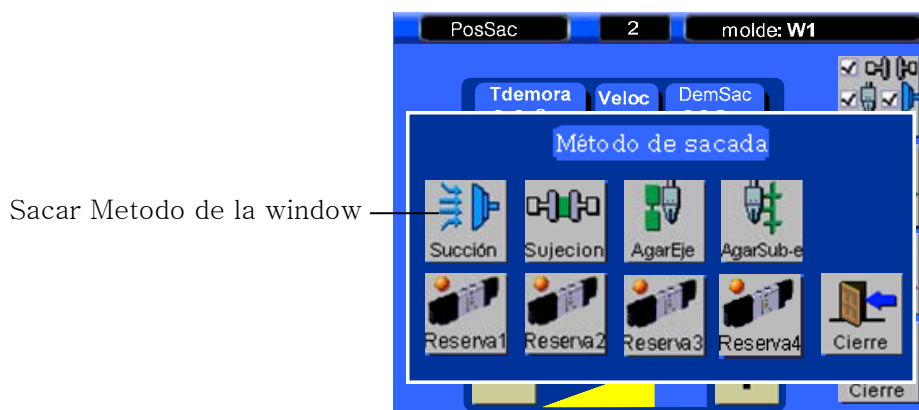 PosSac 2 molde: W1
Tdemora Veloc DemSac
Método de sacada
Sacar Metodo de la window
Succión Sujecion AgarEje AgarSub-e
Reserva1 Reserva2 Reserva3 Reserva4 Cierre
Cierre